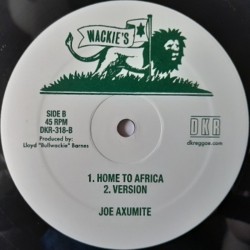 WACKIE'S
SIDE B
45 RPM
DKR-318-B
Produced by:
Lloyd "Bullwackie" Barnes
DKR
dkreggae.com
1. HOME TO AFRICA
2. VERSION
JOE AXUMITE